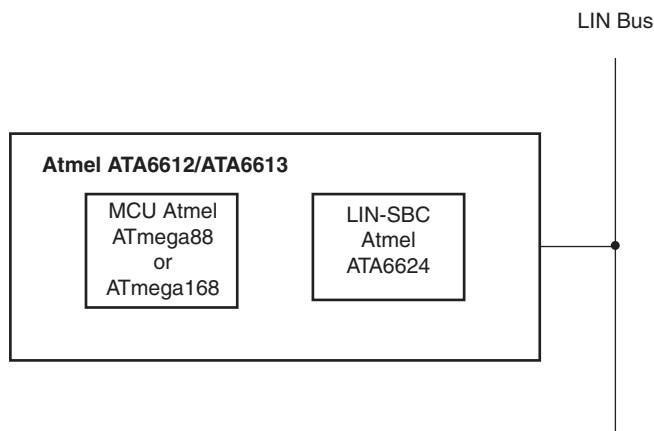 LIN Bus
Atmel ATA6612/ATA6613
MCU Atmel
ATmega88
or
ATmega168
LIN-SBC
Atmel
ATA6624